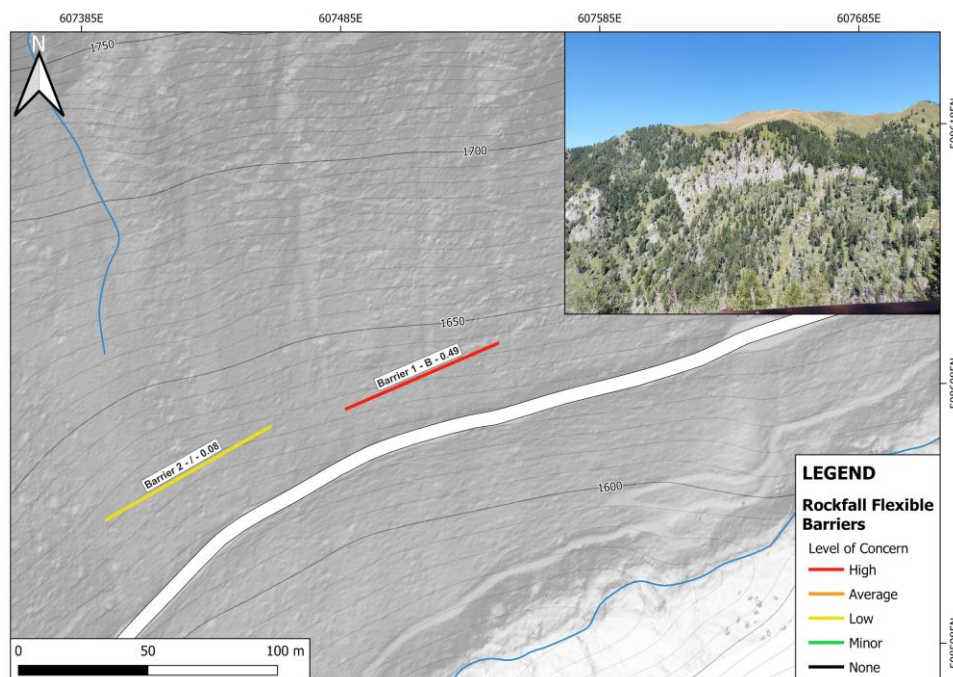 607385E 607485E 607585E 607685E
N
1750
1700
1650
Barrier 1 - B - 0.49
Barrier 2 - / - 0.08
1600
LEGEND
Rockfall Flexible
Barriers
Level of Concern
High
Average
Low
Minor
None
0 50 100 m